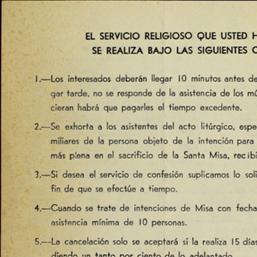 EL SERVICIO RELIGIOSO QUE USTED H
SE REALIZA BAJO LAS SIGUIENTES C
1.—Los interesados deberán llegar 10 minutos antes de
gar tarde, no se responde de la asistencia de los mú
cieran habrá que pagarles el tiempo excedente.
2.—Se exhorta a los asistentes del acto litúrgico, espe
miliares de la persona objeto de la intención para
más plena en el sacrificio de la Santa Misa, recibi
3.—Si desea el servicio de confesión suplicamos lo soli
fin de que se efectúe a tiempo.
4.—Cuando se trate de intenciones de Misa con fecha
asistencia mínima de 10 personas.
5.—La cancelación solo se aceptará si la realiza 15 días
diendo un tanto por ciento de lo adelantado.